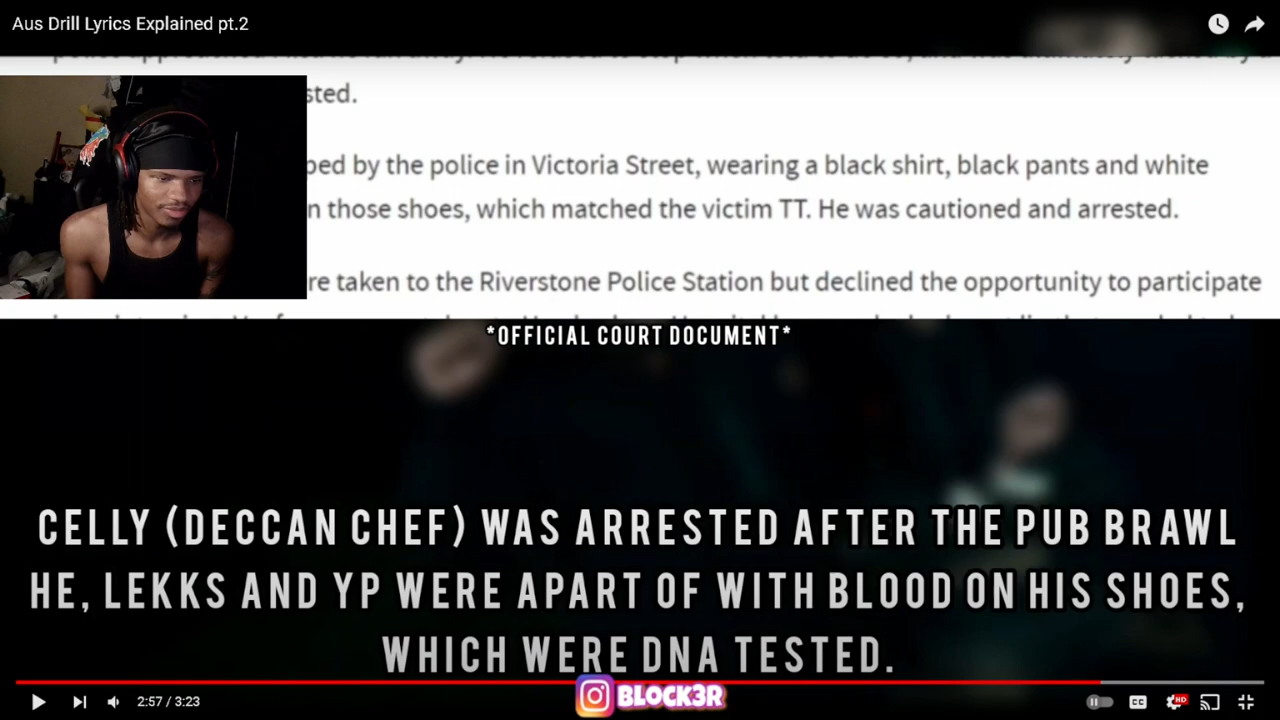 Aus Drill Lyrics Explained pt.2
sted.
ped by the police in Victoria Street, wearing a black shirt, black pants and white
n those shoes, which matched the victim TT. He was cautioned and arrested.
re taken to the Riverstone Police Station but declined the opportunity to participate
*OFFICIAL COURT DOCUMENT*
CELLY (DECCAN CHEF) WAS ARRESTED AFTER THE PUB BRAWL
HE, LEKKS AND YP WERE APART OF WITH BLOOD ON HIS SHOES,
WHICH WERE DNA TESTED.
2:57 / 3:23
BLOCK3R
CC
HD